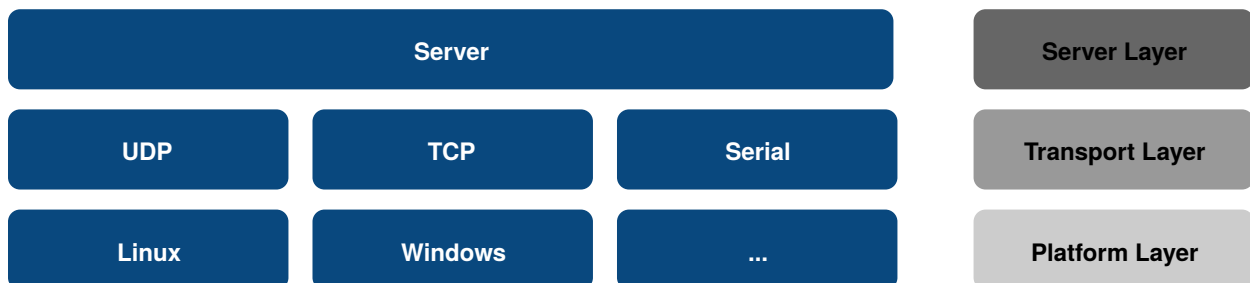 Server
Server Layer
UDP
TCP
Serial
Transport Layer
Linux
Windows
...
Platform Layer